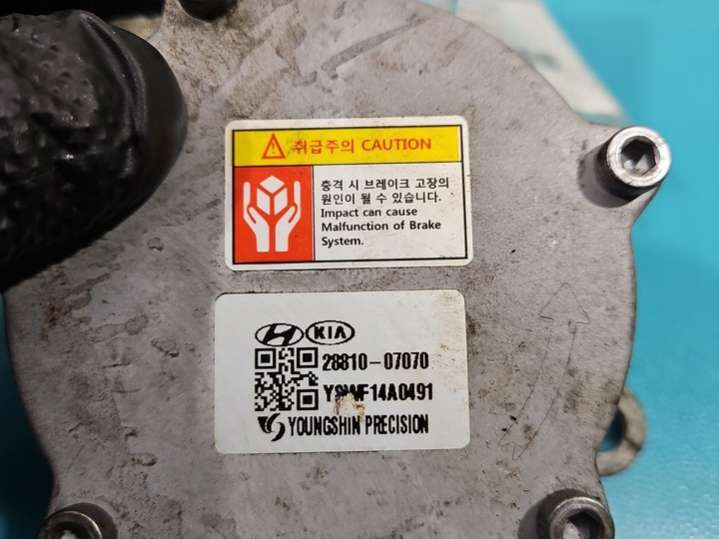 취급주의 CAUTION
충격 시 브레이크 고장의
원인이 될 수 있습니다.
Impact can cause
Malfunction of Brake
System.
KIA
28810-07070
YSWF14A0491
YOUNGSHIN PRECISION